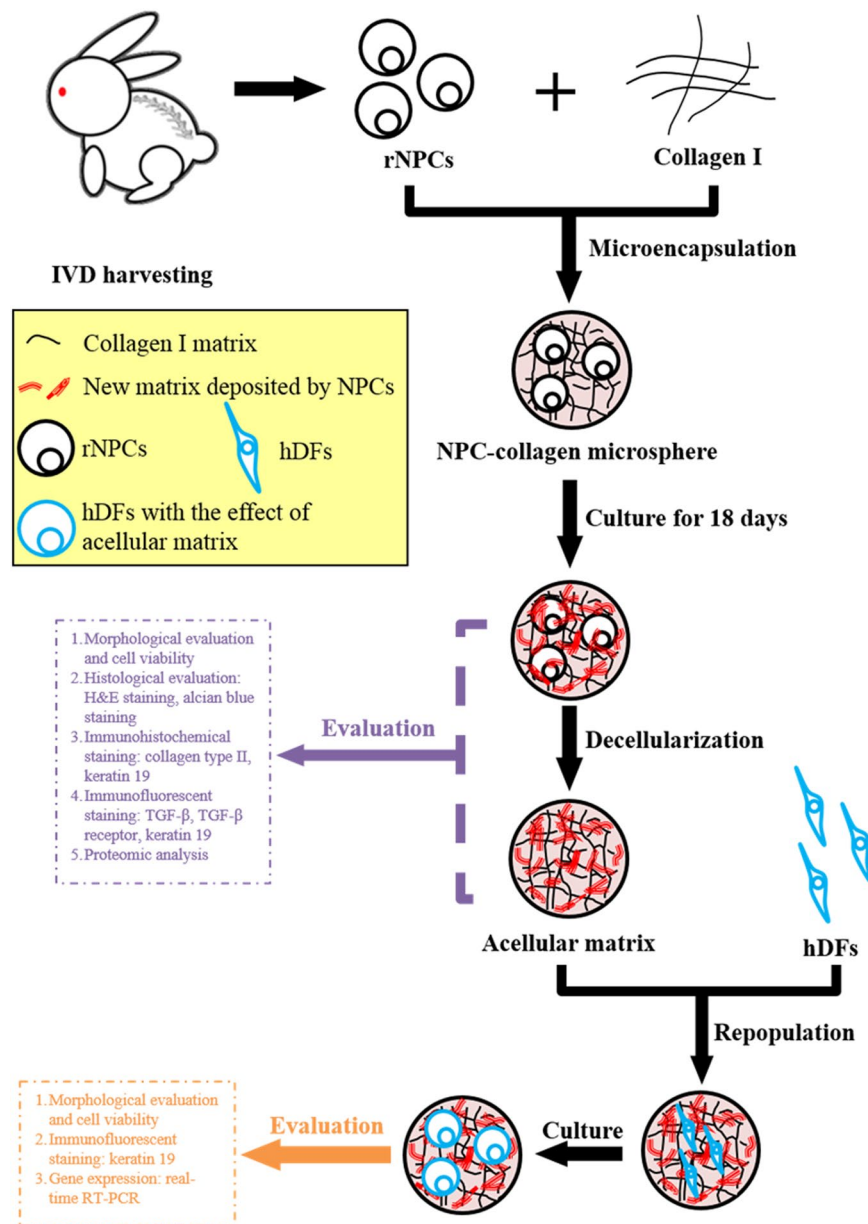 rNPCs
+
Collagen I
Microencapsulation
IVD harvesting
Collagen I matrix
New matrix deposited by NPCs
rNPCs
hDFs
hDFs with the effect of
acellular matrix
NPC-collagen microsphere
Culture for 18 days
1. Morphological evaluation
and cell viability
2. Histological evaluation:
H&E staining, alcian blue
staining
3. Immunohistochemical
staining: collagen type II,
keratin 19
4. Immunofluorescent
staining: TGF-β, TGF-β
receptor, keratin 19
5. Proteomic analysis
Evaluation
Decellularization
Acellular matrix
hDFs
Repopulation
1. Morphological evaluation
and cell viability
2. Immunofluorescent
staining: keratin 19
3. Gene expression: real-
time RT-PCR
Evaluation
Culture